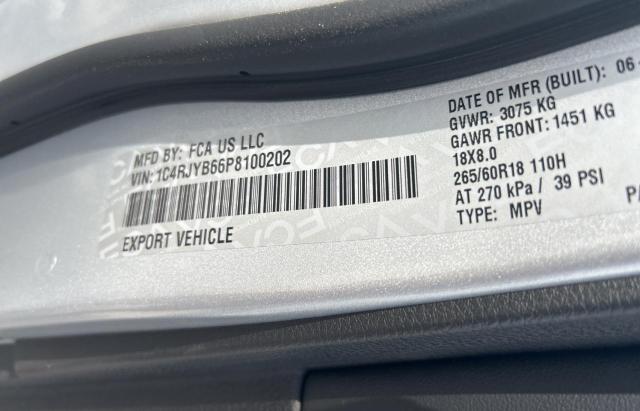 MFD BY: FCA US LLC
VIN: 1C4RJYB66P8100202
EXPORT VEHICLE
DATE OF MFR (BUILT): 06-
GVWR: 3075 KG
GAWR FRONT: 1451 KG
18X8.0
265/60R18 110H
AT 270 kPa / 39 PSI
TYPE: MPV